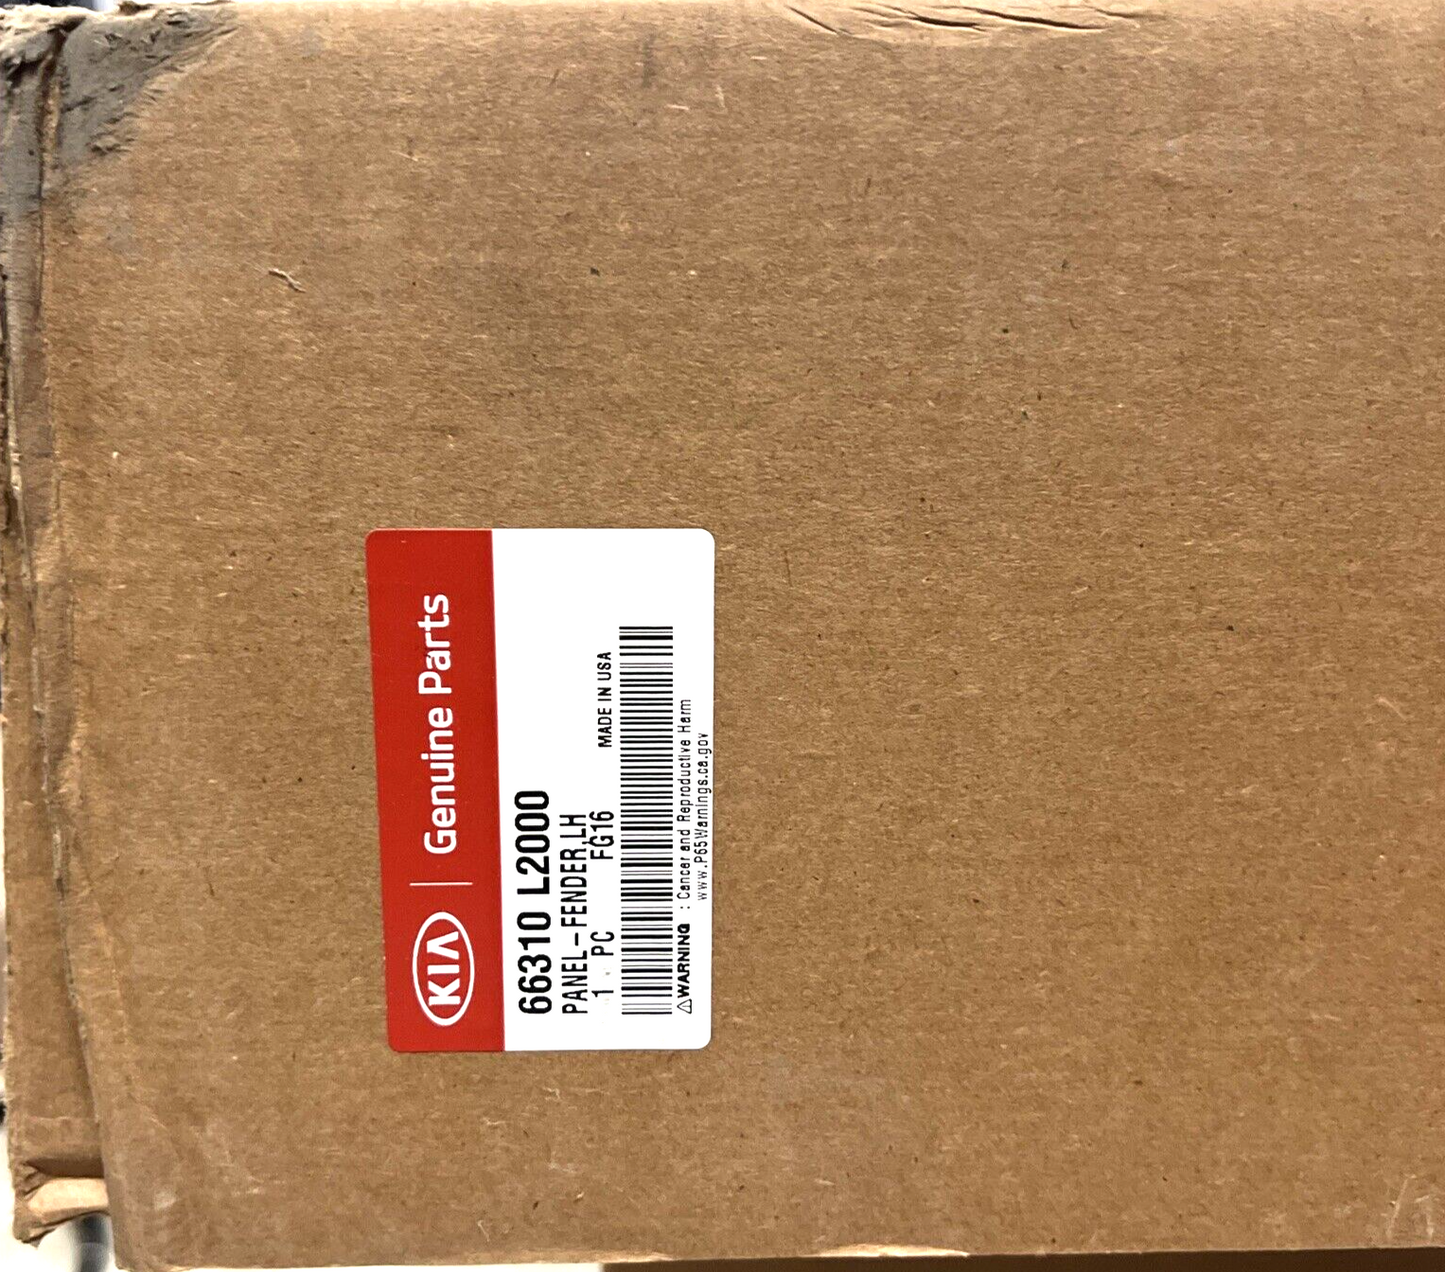 KIA | Genuine Parts
66310 L2000
PANEL-FENDER,LH
1 PC FG16 MADE IN USA
⚠WARNING : Cancer and Reproductive Harm
www.P65Warnings.ca.gov